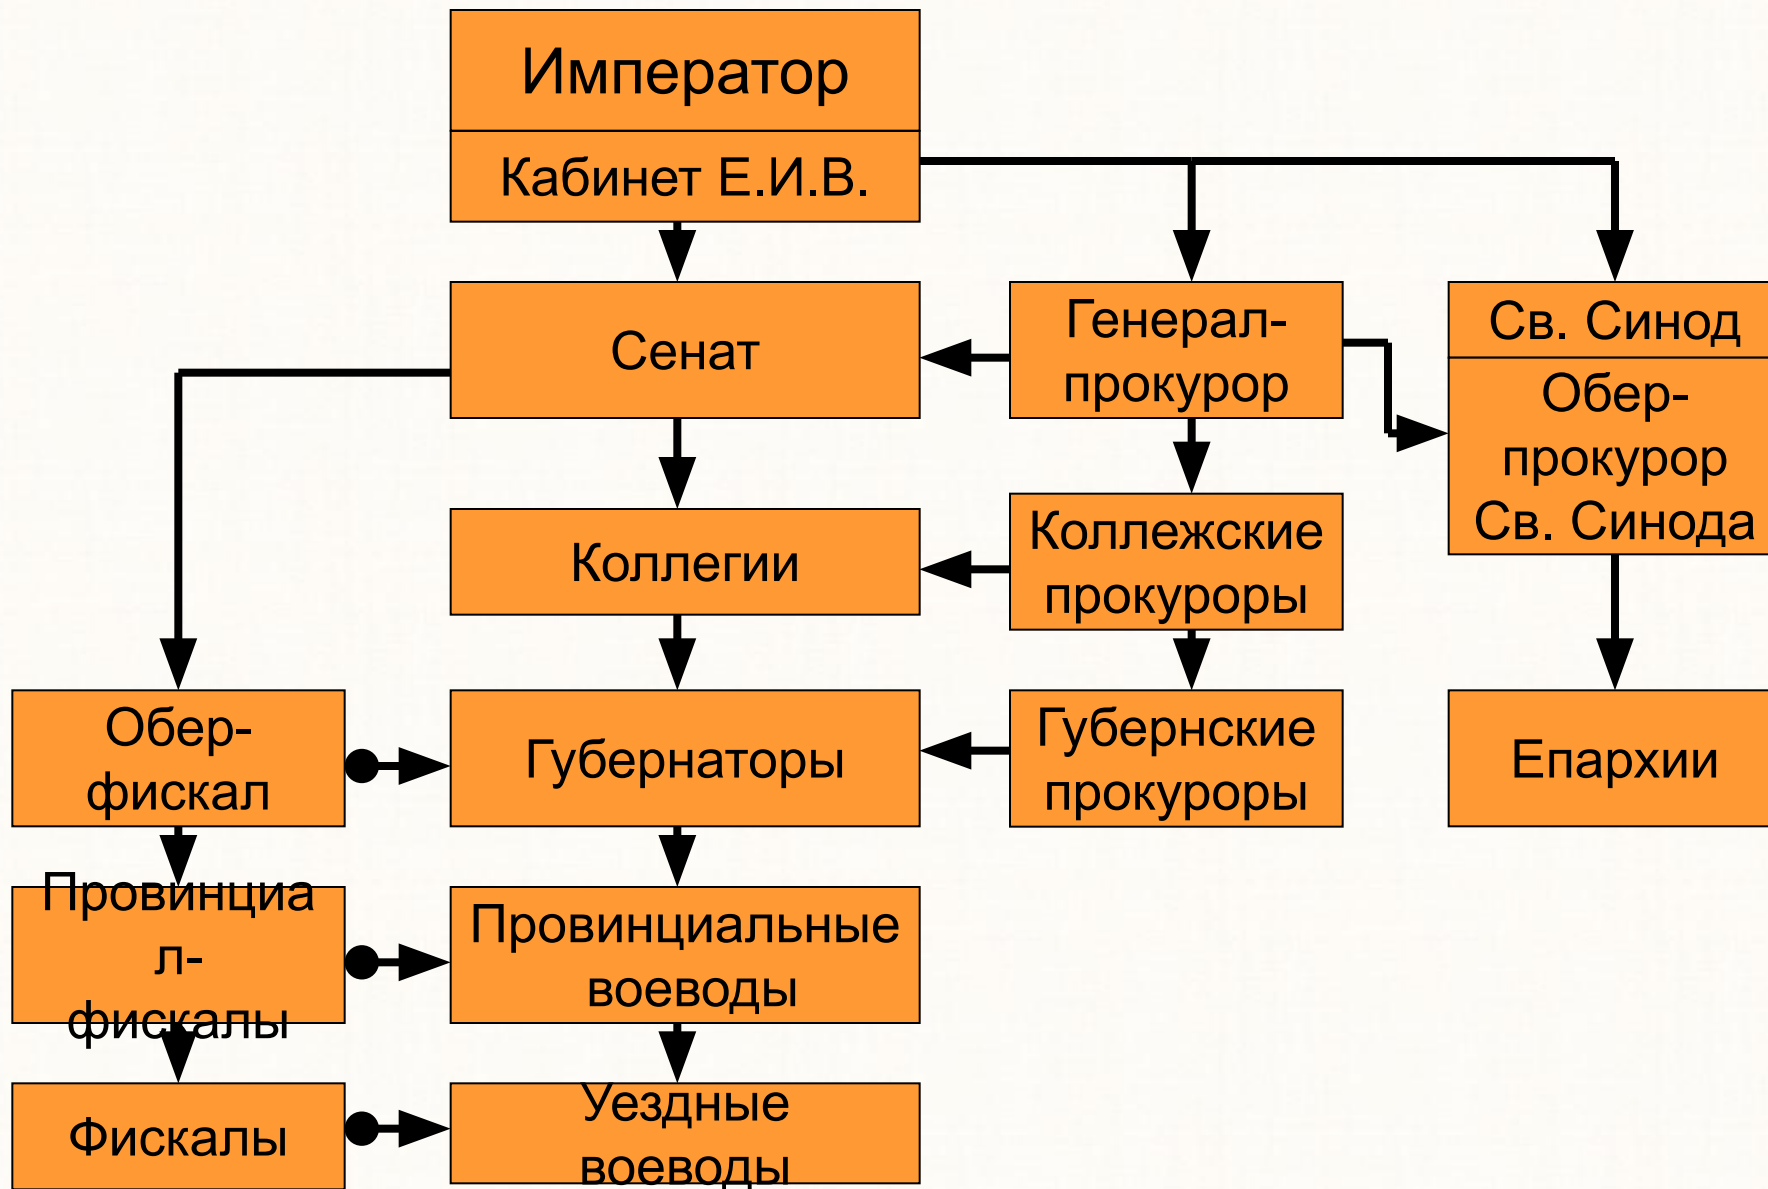 Император
Кабинет Е.И.В.
Сенат
Генерал-
прокурор
Св. Синод
Обер-
прокурор
Св. Синода
Коллегии
Коллежские
прокуроры
Обер-
фискал
Губернаторы
Губернские
прокуроры
Епархии
Провинциа
л-
фискалы
Провинциальные
воеводы
Фискалы
Уездные
воеводы